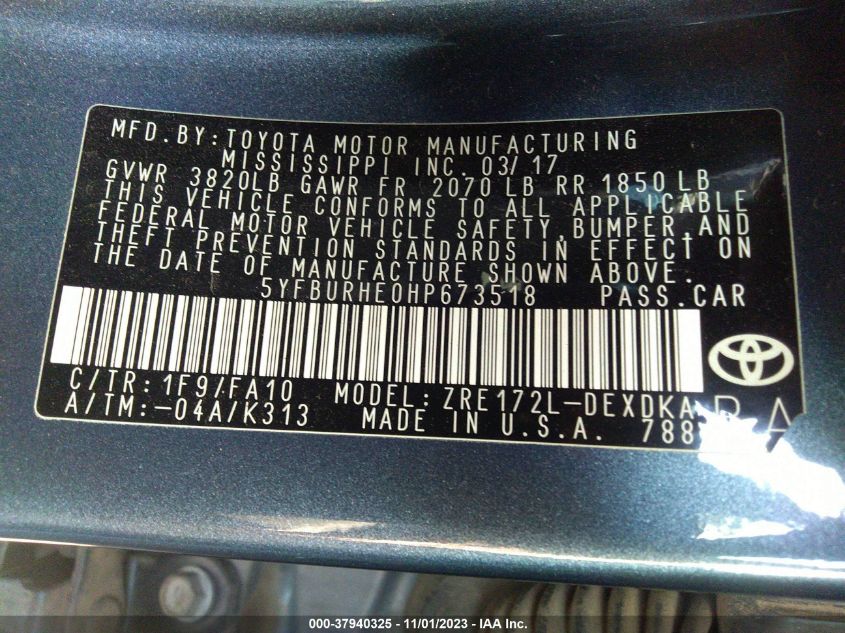 MFD. BY: TOYOTA MOTOR MANUFACTURING
MISSISSIPPI INC. 03/17
GVWR 3820LB GAWR FR 2070 LB RR 1850 LB
THIS VEHICLE CONFORMS TO ALL APPLICABLE
FEDERAL MOTOR VEHICLE SAFETY, BUMPER, AND
THEFT PREVENTION STANDARDS IN EFFECT ON
THE DATE OF MANUFACTURE SHOWN ABOVE.
5YFBURHE0HP673518 PASS. CAR
C/TR: 1F9/FA10 MODEL: ZRE172L-DEXDKA
A/TM: -04A/K313 MADE IN U.S.A.
000-37940325 - 11/01/2023 - IAA Inc.